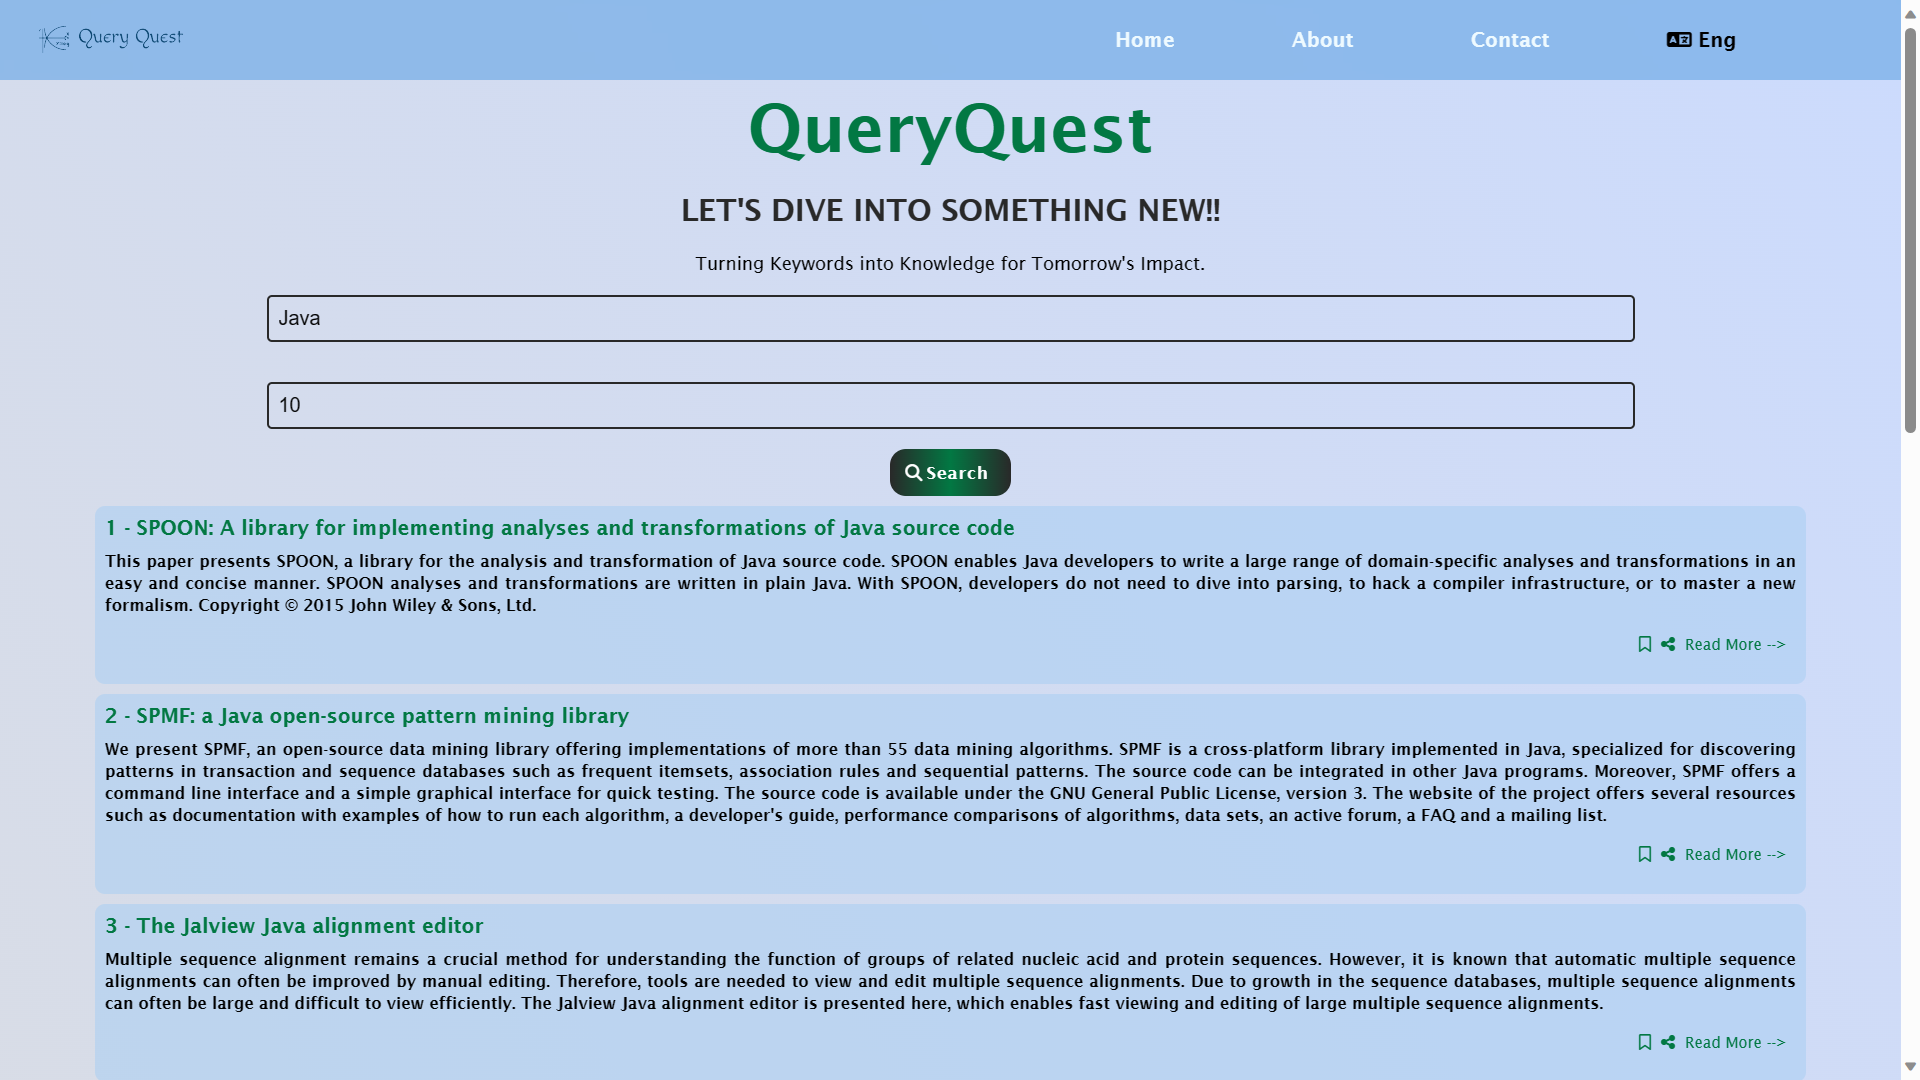 Query Quest
Home
About
Contact
Eng
QueryQuest
LET'S DIVE INTO SOMETHING NEW!!
Turning Keywords into Knowledge for Tomorrow's Impact.
Java
10
Search
1 - SPOON: A library for implementing analyses and transformations of Java source code
This paper presents SPOON, a library for the analysis and transformation of Java source code. SPOON enables Java developers to write a large range of domain-specific analyses and transformations in an
easy and concise manner. SPOON analyses and transformations are written in plain Java. With SPOON, developers do not need to dive into parsing, to hack a compiler infrastructure, or to master a new
formalism. Copyright © 2015 John Wiley & Sons, Ltd.
Read More -->
2 - SPMF: a Java open-source pattern mining library
We present SPMF, an open-source data mining library offering implementations of more than 55 data mining algorithms. SPMF is a cross-platform library implemented in Java, specialized for discovering
patterns in transaction and sequence databases such as frequent itemsets, association rules and sequential patterns. The source code can be integrated in other Java programs. Moreover, SPMF offers a
command line interface and a simple graphical interface for quick testing. The source code is available under the GNU General Public License, version 3. The website of the project offers several resources
such as documentation with examples of how to run each algorithm, a developer's guide, performance comparisons of algorithms, data sets, an active forum, a FAQ and a mailing list.
Read More -->
3 - The Jalview Java alignment editor
Multiple sequence alignment remains a crucial method for understanding the function of groups of related nucleic acid and protein sequences. However, it is known that automatic multiple sequence
alignments can often be improved by manual editing. Therefore, tools are needed to view and edit multiple sequence alignments. Due to growth in the sequence databases, multiple sequence alignments
can often be large and difficult to view efficiently. The Jalview Java alignment editor is presented here, which enables fast viewing and editing of large multiple sequence alignments.
Read More -->